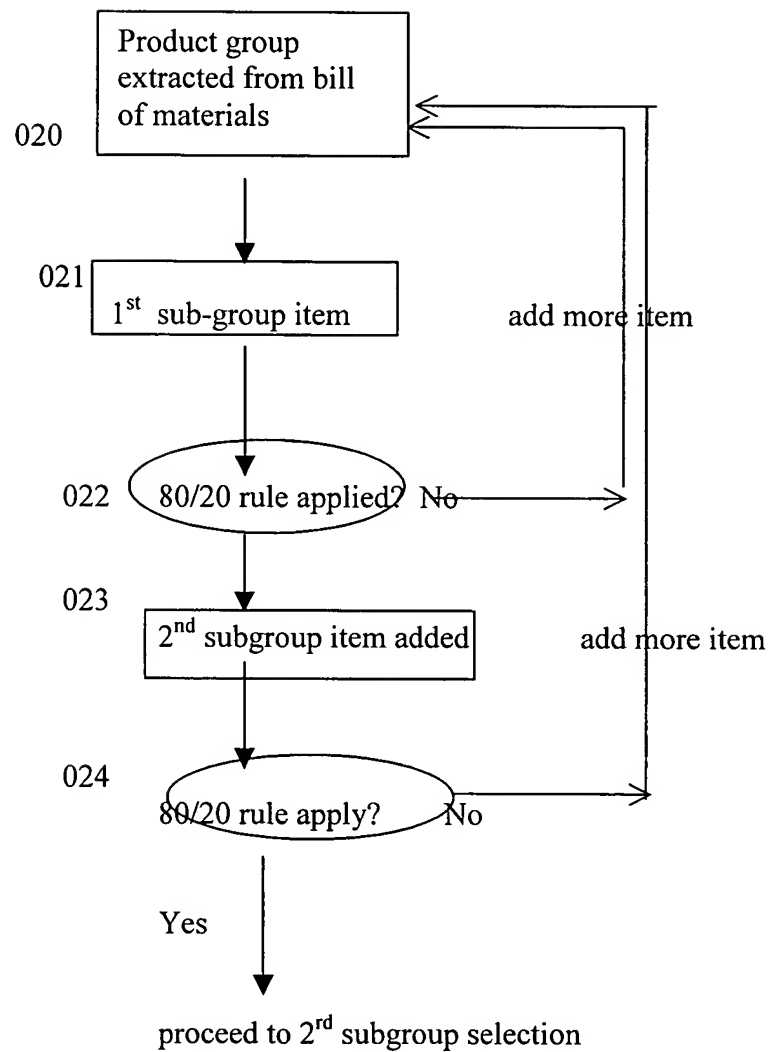 Product group
extracted from bill
of materials
020
021
1st sub-group item
add more item
022
80/20 rule applied? No
023
2nd subgroup item added
add more item
024
80/20 rule apply? No
Yes
proceed to 2rd subgroup selection